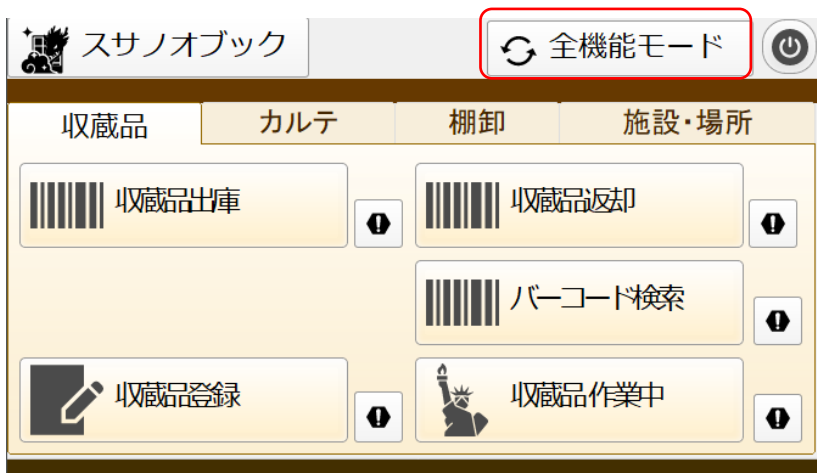 スサノオブック
全機能モード
収蔵品
カルテ
棚卸
施設・場所
収蔵品出庫
収蔵品返却
バーコード検索
収蔵品登録
収蔵品作業中